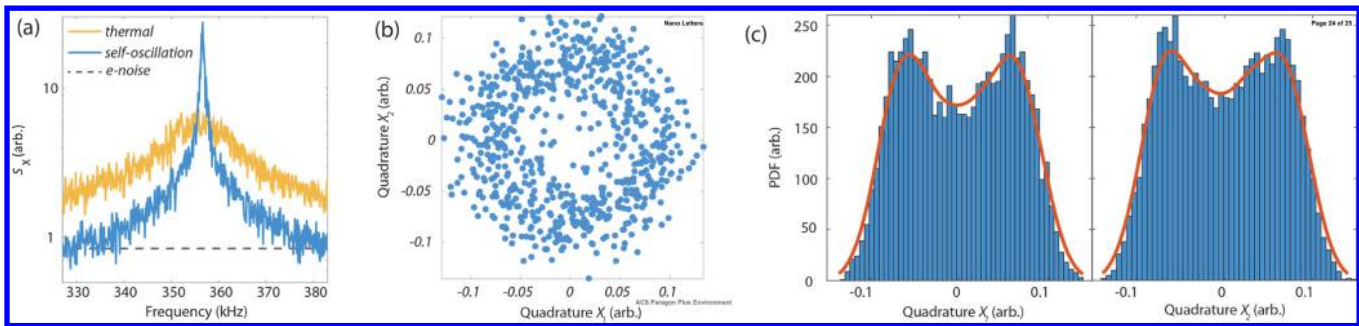 (a)
thermal
self-oscillation
e-noise
10
1
S_X (arb.)
330 340 350 360 370 380
Frequency (kHz)
(b)
Nano Letters
0.1
0.05
0
-0.05
-0.1
Quadrature X_2 (arb.)
-0.1 -0.05 0 0.05 0.1
ACS Paragon Plus Environment
Quadrature X_1 (arb.)
(c)
Page 24 of 25
250
200
150
100
50
0
PDF (arb.)
-0.1 0 0.1
-0.1 0 0.1
Quadrature X_1 (arb.)
Quadrature X_2 (arb.)